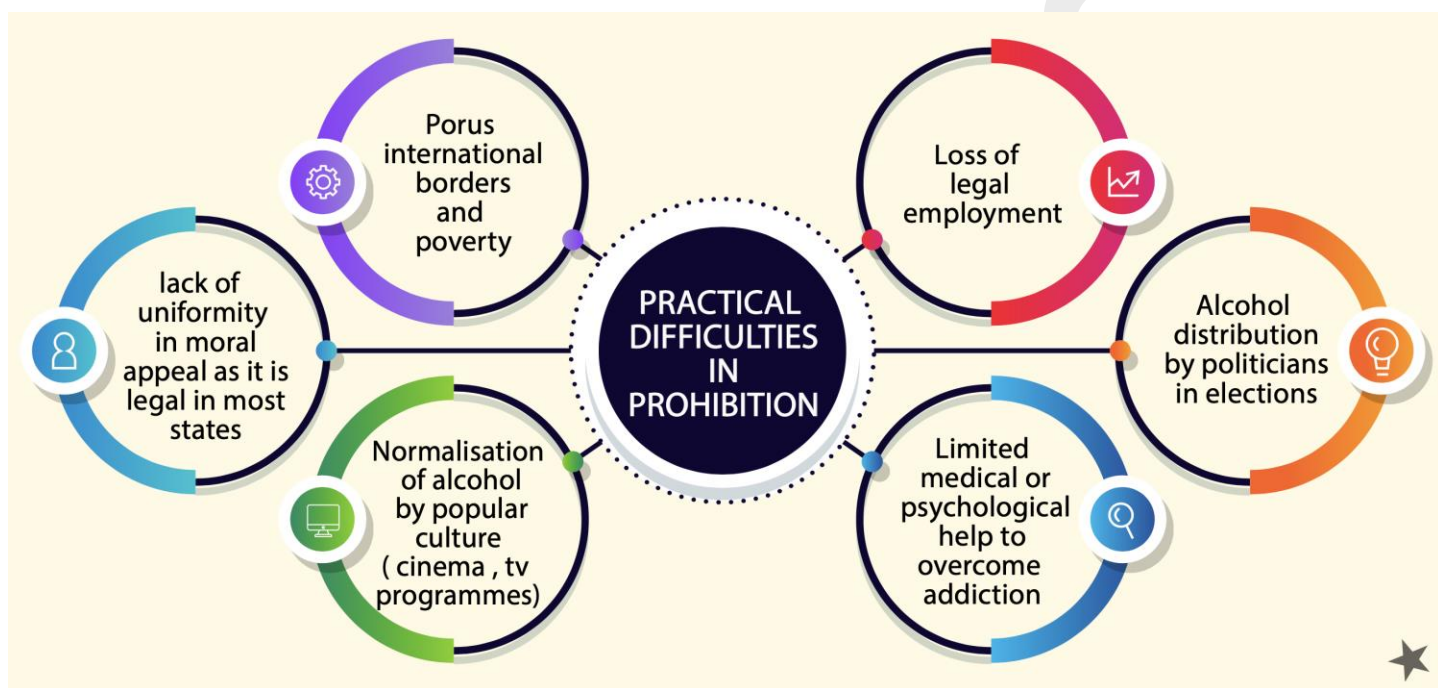 Porus
international
borders
and
poverty
Loss of
legal
employment
lack of
uniformity
in moral
appeal as it is
legal in most
states
PRACTICAL
DIFFICULTIES
IN
PROHIBITION
Alcohol
distribution
by politicians
in elections
Normalisation
of alcohol
by popular
culture
( cinema , tv
programmes)
Limited
medical or
psychological
help to
overcome
addiction